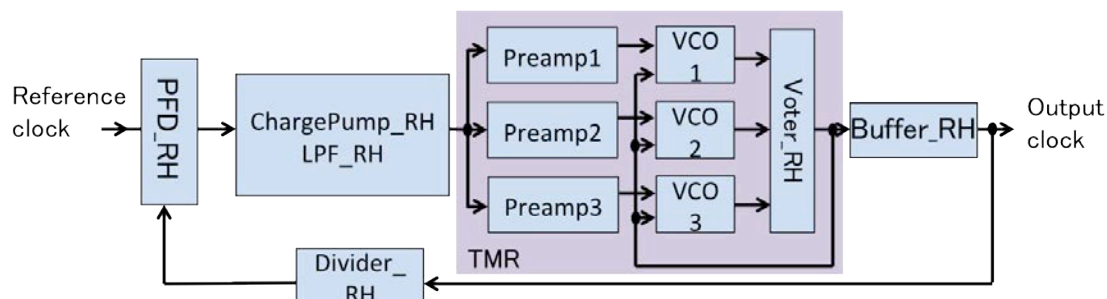 Reference
clock
PFD_RH
ChargePump_RH
LPF_RH
Preamp1
Preamp2
Preamp3
VCO
1
VCO
2
VCO
3
Voter_RH
TMR
Buffer_RH
Output
clock
Divider_
RH